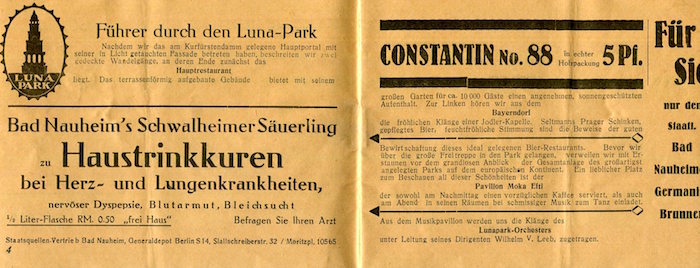 LUNA
PARK
Führer durch den Luna-Park
Nachdem wir das am Kurfürstendamm gelegene Hauptportal mit
seiner in Licht getauchten Fassade betreten haben, beschreiten wir zwei
gedeckte Wandelgänge, an deren Ende zunächst das
Hauptrestaurant
liegt. Das terrassenförmig aufgebaute Gebäude bietet mit seinem
Bad Nauheim's Schwalheimer Säuerling
zu Haustrinkkuren
bei Herz- und Lungenkrankheiten,
nervöser Dyspepsie, Blutarmut, Bleichsucht
1/2 Liter-Flasche RM. 0.50 „frei Haus" Befragen Sie Ihren Arzt
Staatsquellen-Vertrieb Bad Nauheim, Generaldepot Berlin S14, Stallschreiberstr. 32 / Moritzpl. 10565
4
CONSTANTIN No. 88 in echter
Holzpackung 5 Pf.
großen Garten für ca. 10 000 Gäste einen angenehmen, sonnengeschützten
Aufenthalt. Zur Linken hören wir aus dem
Bayerndorf
die fröhlichen Klänge einer Jodler-Kapelle. Seltmanns Prager Schinken,
gepflegtes Bier, feuchtfröhliche Stimmung sind die Beweise der guten
Bewirtschaftung dieses ideal gelegenen Bier-Restaurants. Bevor wir
über die große Freitreppe in den Park gelangen, verweilen wir mit Er-
staunen vor dem grandiosen Anblick der Gesamtanlage des großartigst
angelegten Parks auf dem europäischen Kontinent. Ein lieblicher Platz
zum Beschauen all dieser Schönheiten ist der
Pavillon Moka Efti
der sowohl am Nachmittag einen vorzüglichen Kaffee serviert, als auch
am Abend in seinen Räumen bei schmissiger Musik zum Tanz einladet.
Aus dem Musikpavillon werden uns die Klänge des
Lunapark-Orchesters
unter Leitung seines Dirigenten Wilhelm V. Leeb, zugetragen.
Für
Sie
nur der
Staatl.
Bad
Nauheime
Germani
Brunne